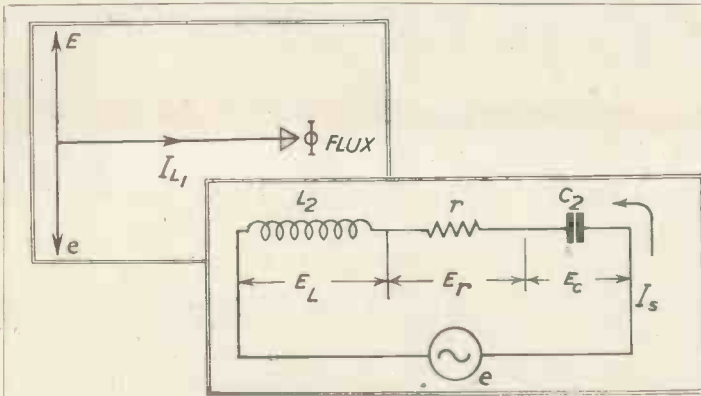 E
Φ FLUX
I_L₁
e
L₂
r
C₂
E_L
E_r
E_c
I_s
e